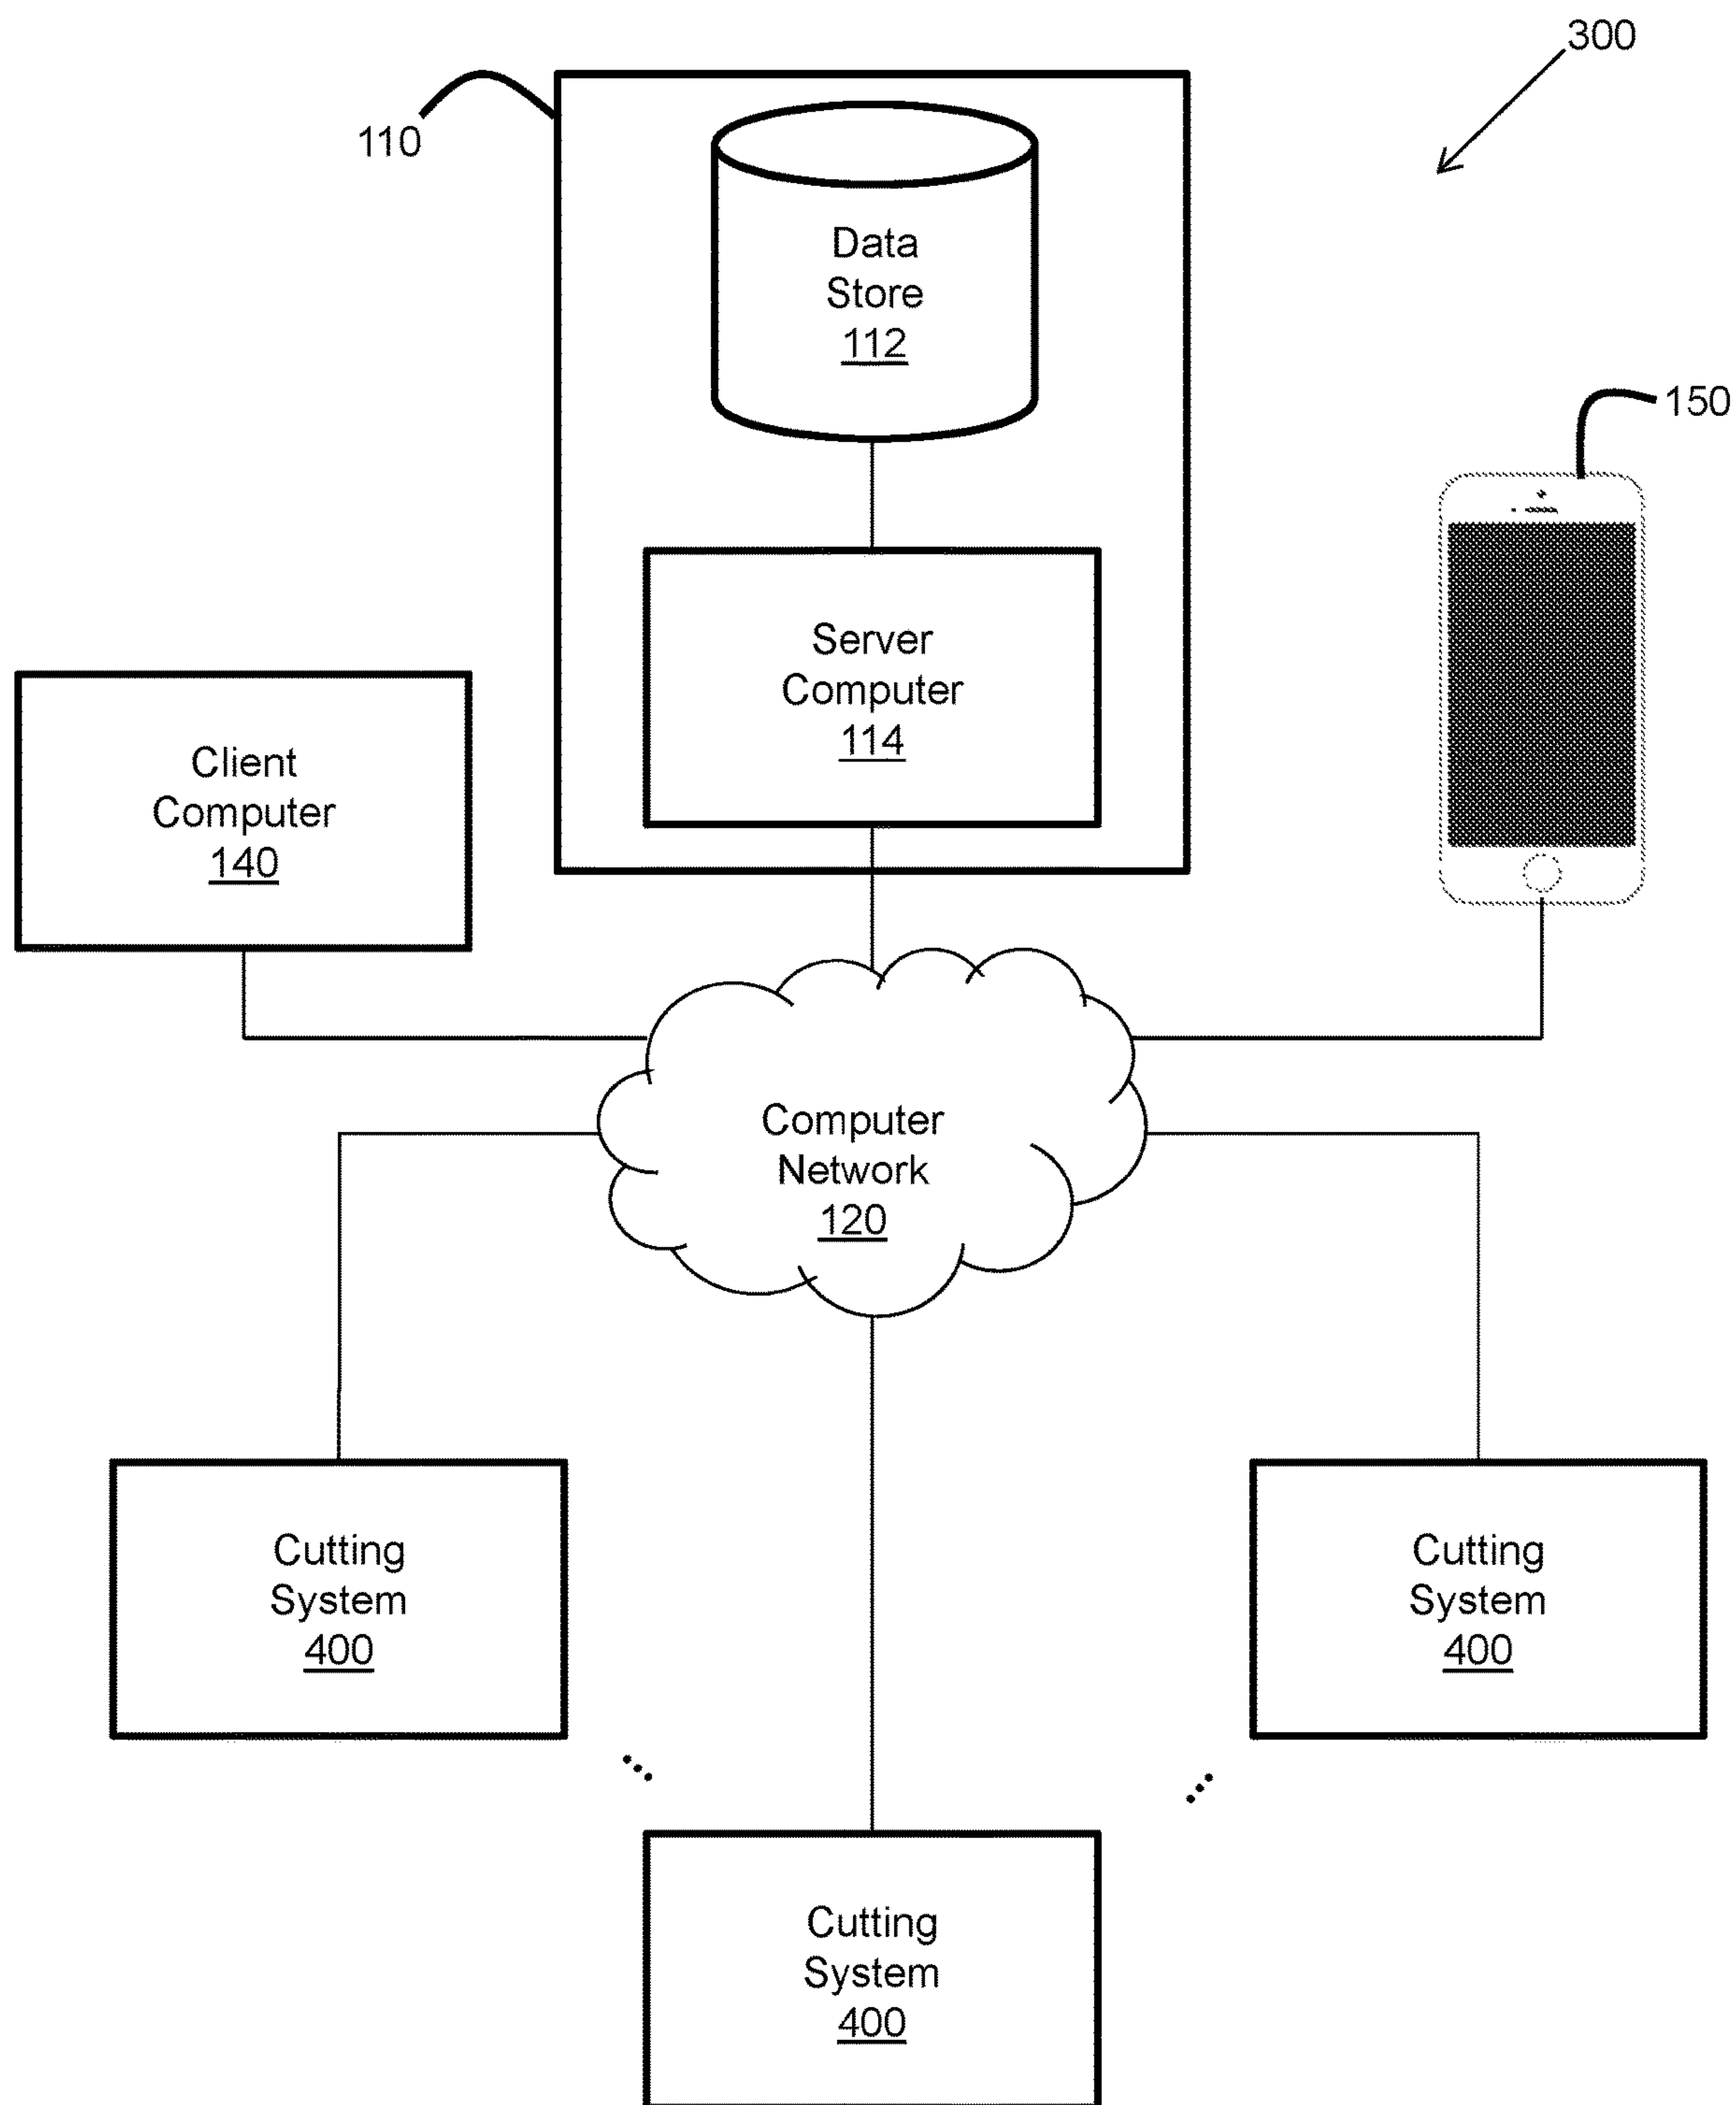 300
110
Data
Store
112
150
Server
Computer
114
Client
Computer
140
Computer
Network
120
Cutting
System
400
Cutting
System
400
Cutting
System
400